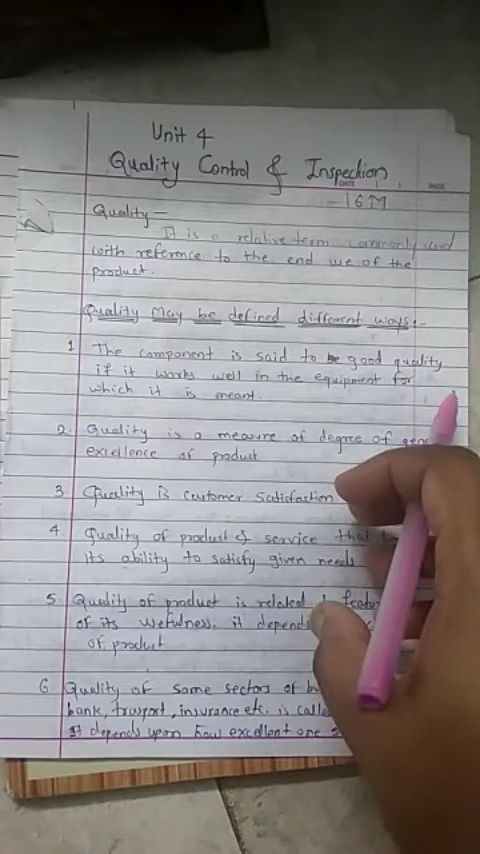 Unit 4
Quality Control & Inspection
DATE PAGE
- 16M
Quality -
It is a relative term commonly used
with reference to the end use of the
product.
Quality May be defined different ways:-
1 The component is said to be good quality
if it works well in the equipment for
which it is meant.
2. Quality is a measure of degree of gen
excellence of product
3 Quality is customer satisfaction.
4 Quality of product & service that
its ability to satisfy given needs
5 Quality of product is related featu
of its usefulness. it depends
of product
6 Quality of some sectors of
bank, trasport, insurance etc. is calle
It depends upon how excellent one